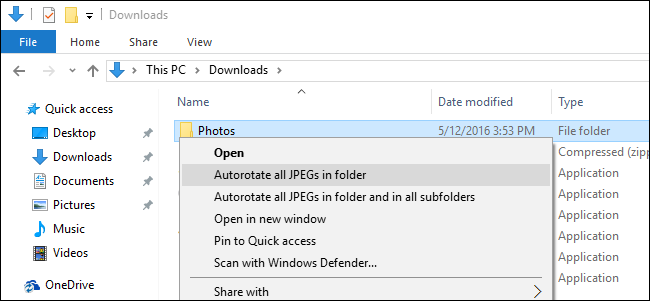 Downloads
File Home Share View
This PC Downloads
Name Date modified Type
Quick access
Photos 5/12/2016 3:53 PM File folder
Desktop
Open Compressed (zipp
Downloads
Autorotate all JPEGs in folder Application
Documents
Autorotate all JPEGs in folder and in all subfolders Application
Pictures
Open in new window Application
Music
Pin to Quick access Application
Videos
Scan with Windows Defender... Application
OneDrive
Share with Application